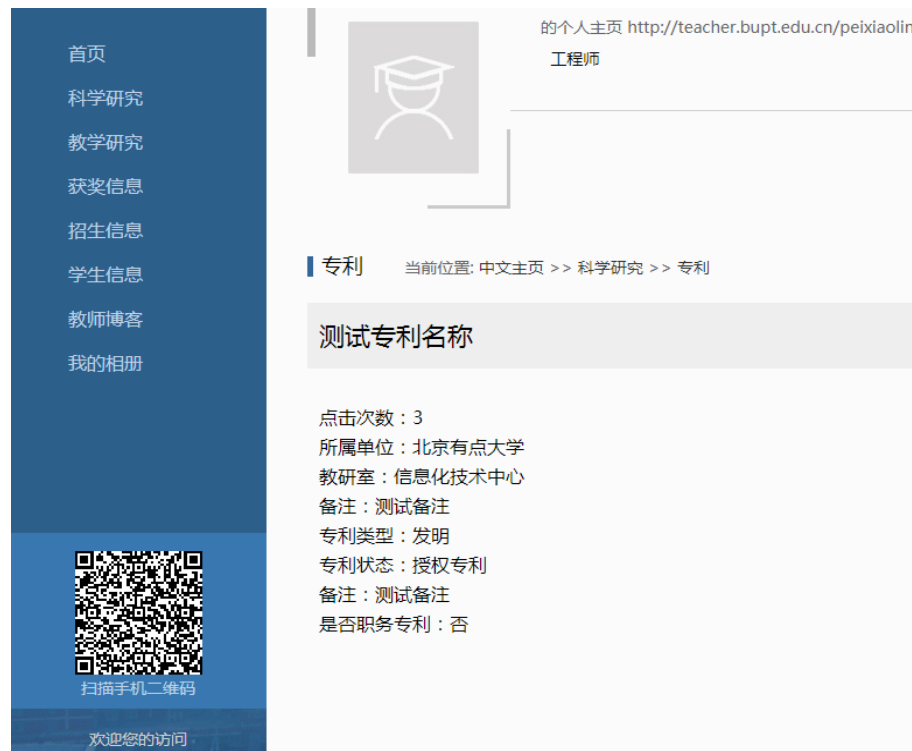 首页
科学研究
教学研究
获奖信息
招生信息
学生信息
教师博客
我的相册
扫描手机二维码
欢迎您的访问
的个人主页 http://teacher.bupt.edu.cn/peixiaolin
工程师
专利 当前位置: 中文主页 >> 科学研究 >> 专利
测试专利名称
点击次数：3
所属单位：北京有点大学
教研室：信息化技术中心
备注：测试备注
专利类型：发明
专利状态：授权专利
备注：测试备注
是否职务专利：否